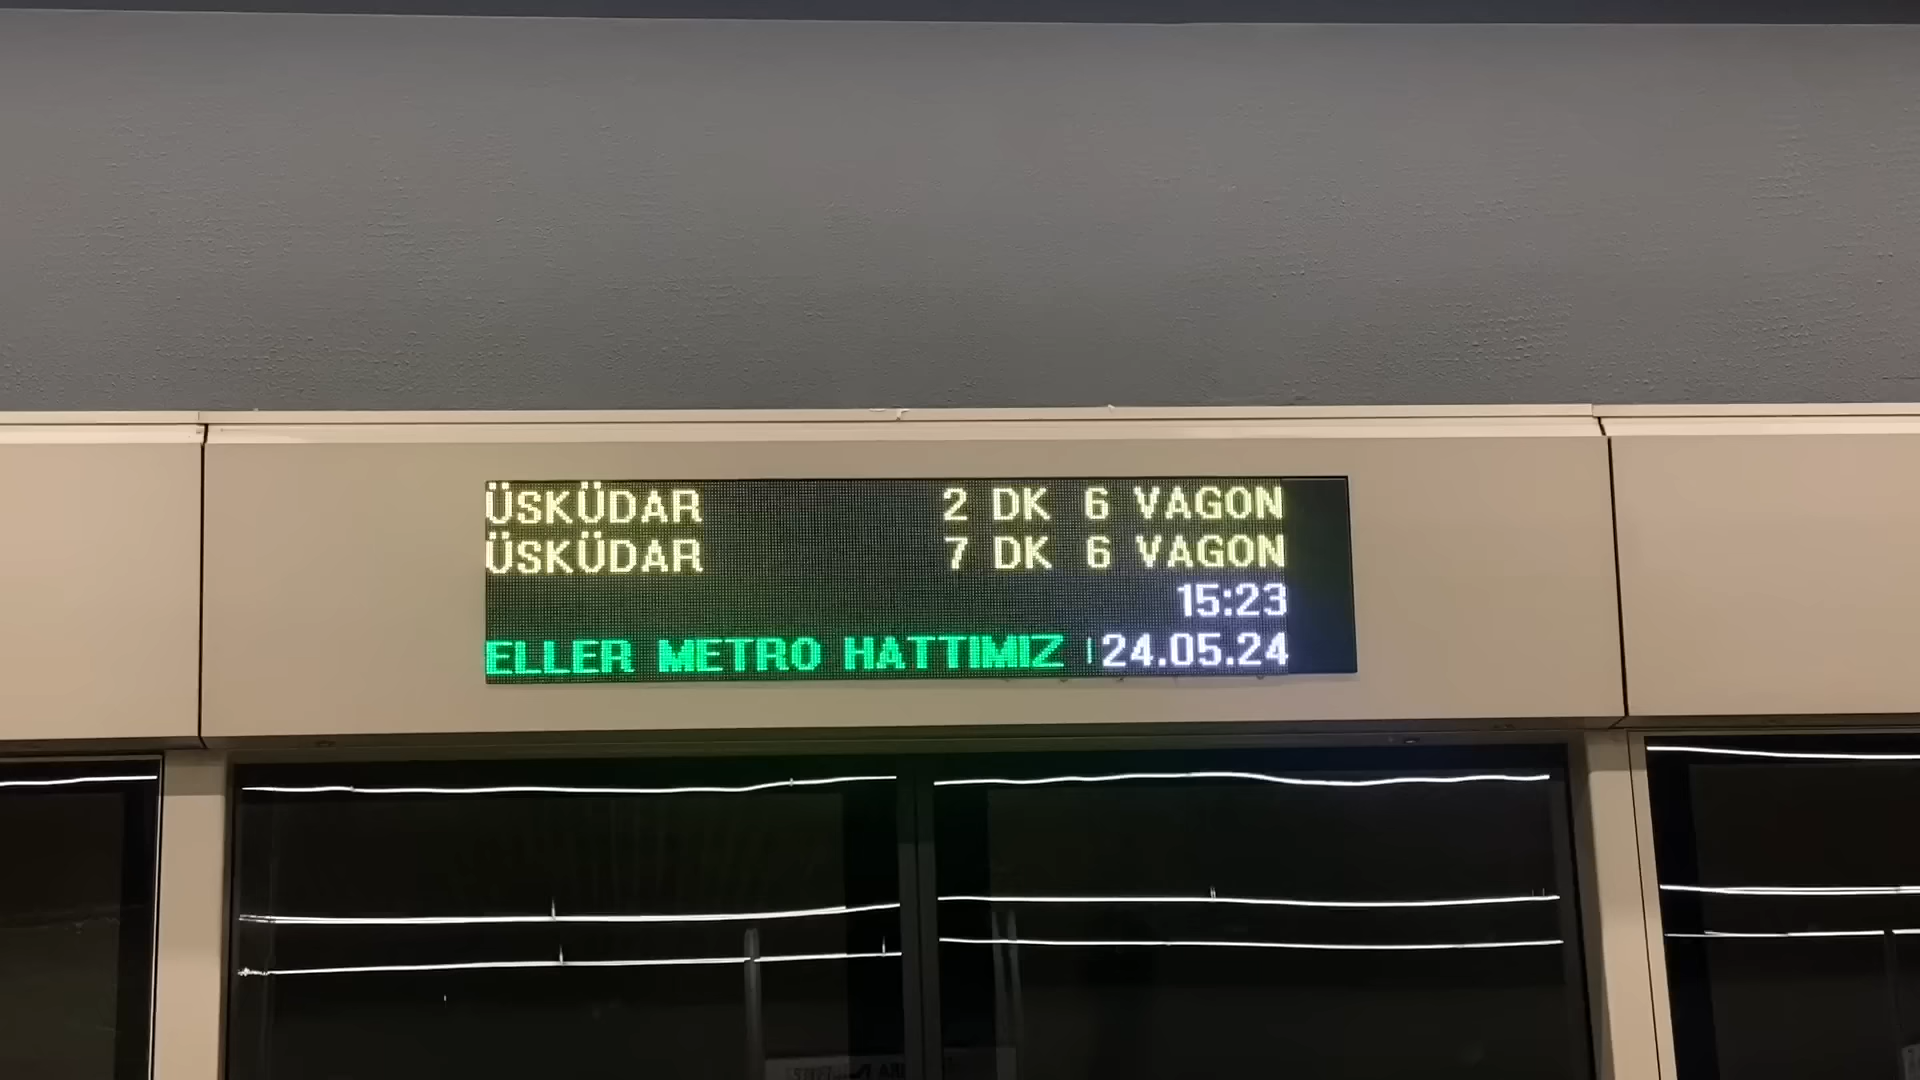 ÜSKÜDAR 2 DK 6 VAGON
ÜSKÜDAR 7 DK 6 VAGON
15:23
ELLER METRO HATTIMIZ 24.05.24